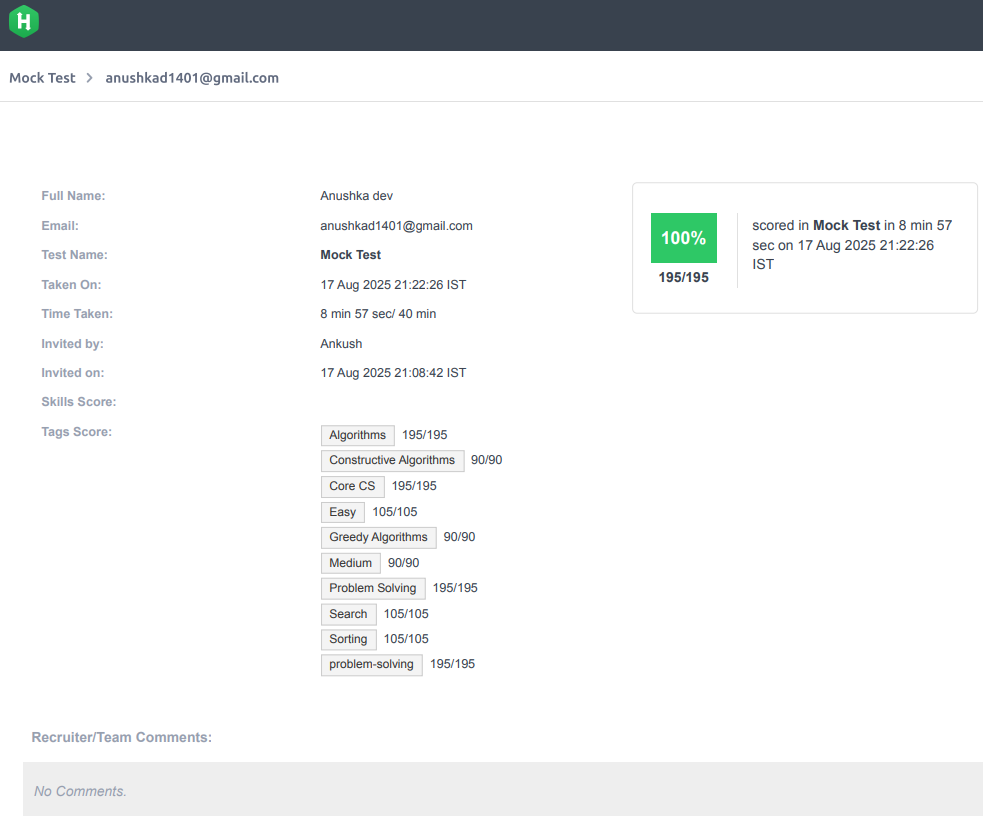 H
Mock Test > anushkad1401@gmail.com
Full Name: Anushka dev
Email: anushkad1401@gmail.com
Test Name: Mock Test
Taken On: 17 Aug 2025 21:22:26 IST
Time Taken: 8 min 57 sec/ 40 min
Invited by: Ankush
Invited on: 17 Aug 2025 21:08:42 IST
Skills Score:
Tags Score:
Algorithms 195/195
Constructive Algorithms 90/90
Core CS 195/195
Easy 105/105
Greedy Algorithms 90/90
Medium 90/90
Problem Solving 195/195
Search 105/105
Sorting 105/105
problem-solving 195/195
100%
195/195
scored in Mock Test in 8 min 57
sec on 17 Aug 2025 21:22:26
IST
Recruiter/Team Comments:
No Comments.